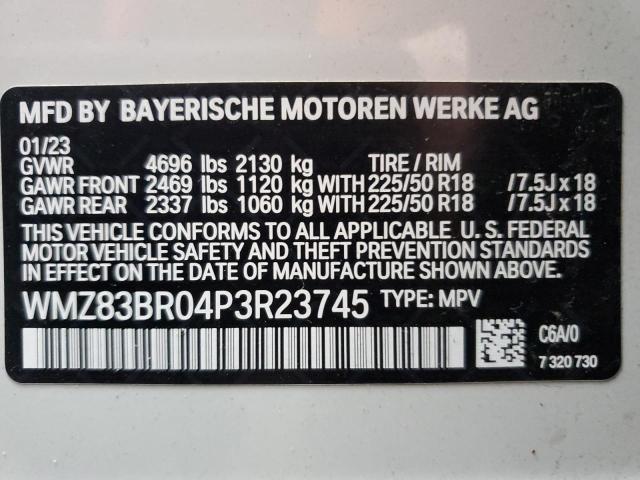 MFD BY BAYERISCHE MOTOREN WERKE AG
01/23
GVWR 4696 lbs 2130 kg TIRE / RIM
GAWR FRONT 2469 lbs 1120 kg WITH 225/50 R18 /7.5J x 18
GAWR REAR 2337 lbs 1060 kg WITH 225/50 R18 /7.5J x 18
THIS VEHICLE CONFORMS TO ALL APPLICABLE U. S. FEDERAL
MOTOR VEHICLE SAFETY AND THEFT PREVENTION STANDARDS
IN EFFECT ON THE DATE OF MANUFACTURE SHOWN ABOVE.
WMZ83BR04P3R23745 TYPE: MPV
C6A/0
7 320 730